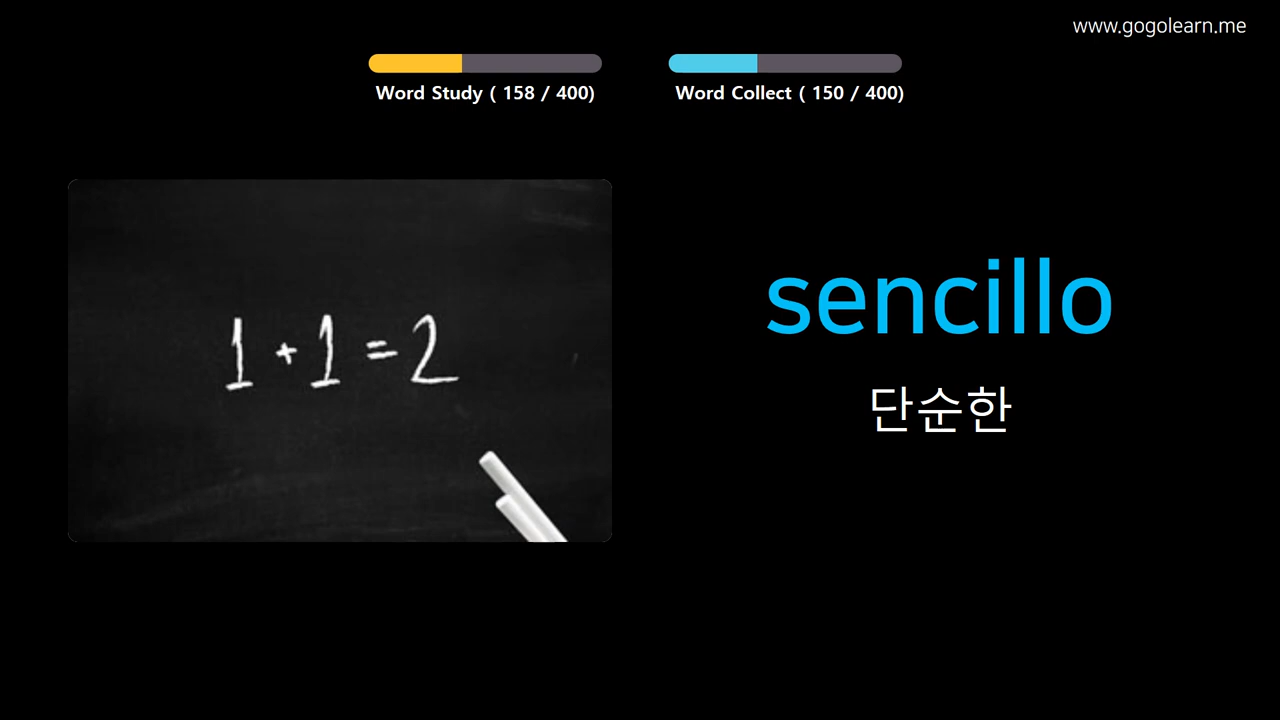 www.gogolearn.me
Word Study ( 158 / 400)
Word Collect ( 150 / 400)
1 + 1 = 2
sencillo
단순한